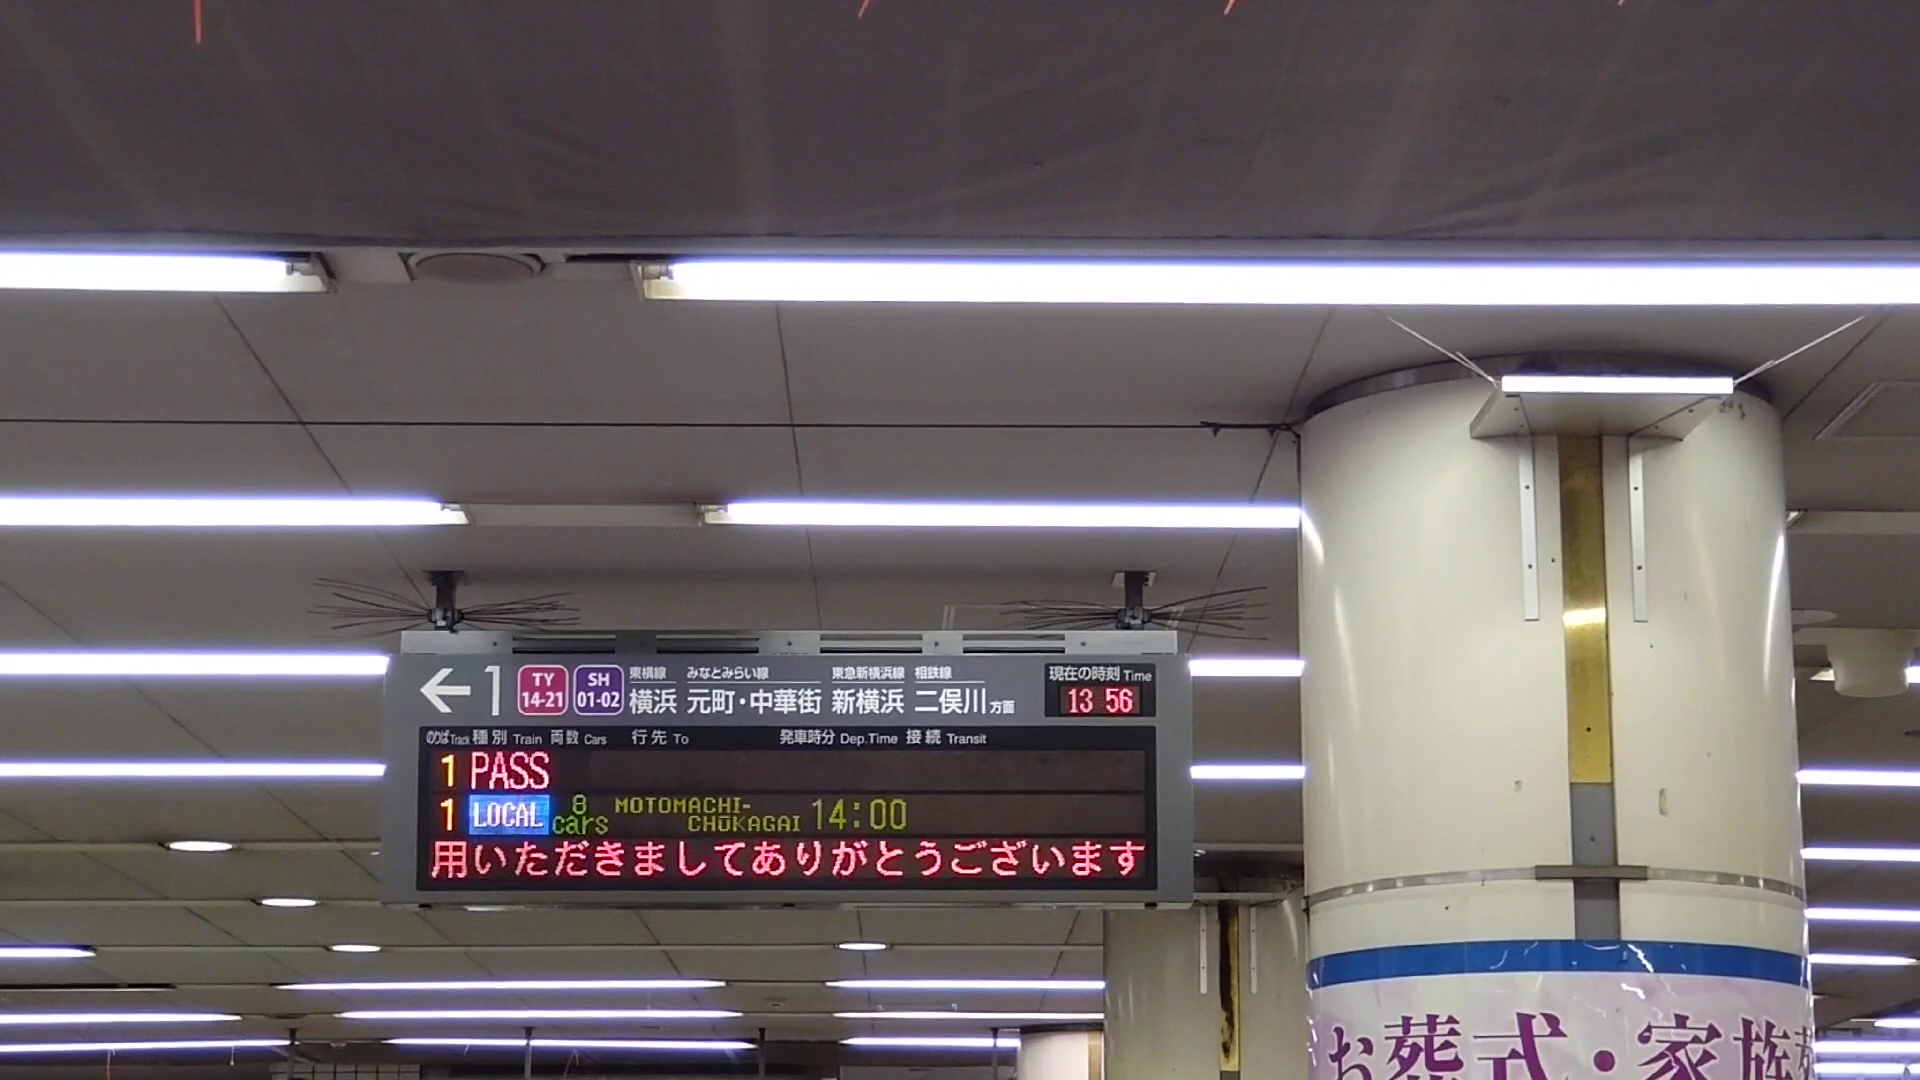 ← 1 TY 14-21 SH 01-02 東横線 横浜 みなとみらい線 元町・中華街 東急新横浜線 新横浜 相鉄線 二俣川 方面 現在の時刻 Time 13 56
のりば Track 種別 Train 両数 Cars 行先 To 発車時分 Dep.Time 接続 Transit
1 PASS
1 LOCAL 8 cars MOTOMACHI-CHŪKAGAI 14:00
用いただきましてありがとうございます
お葬式・家族葬